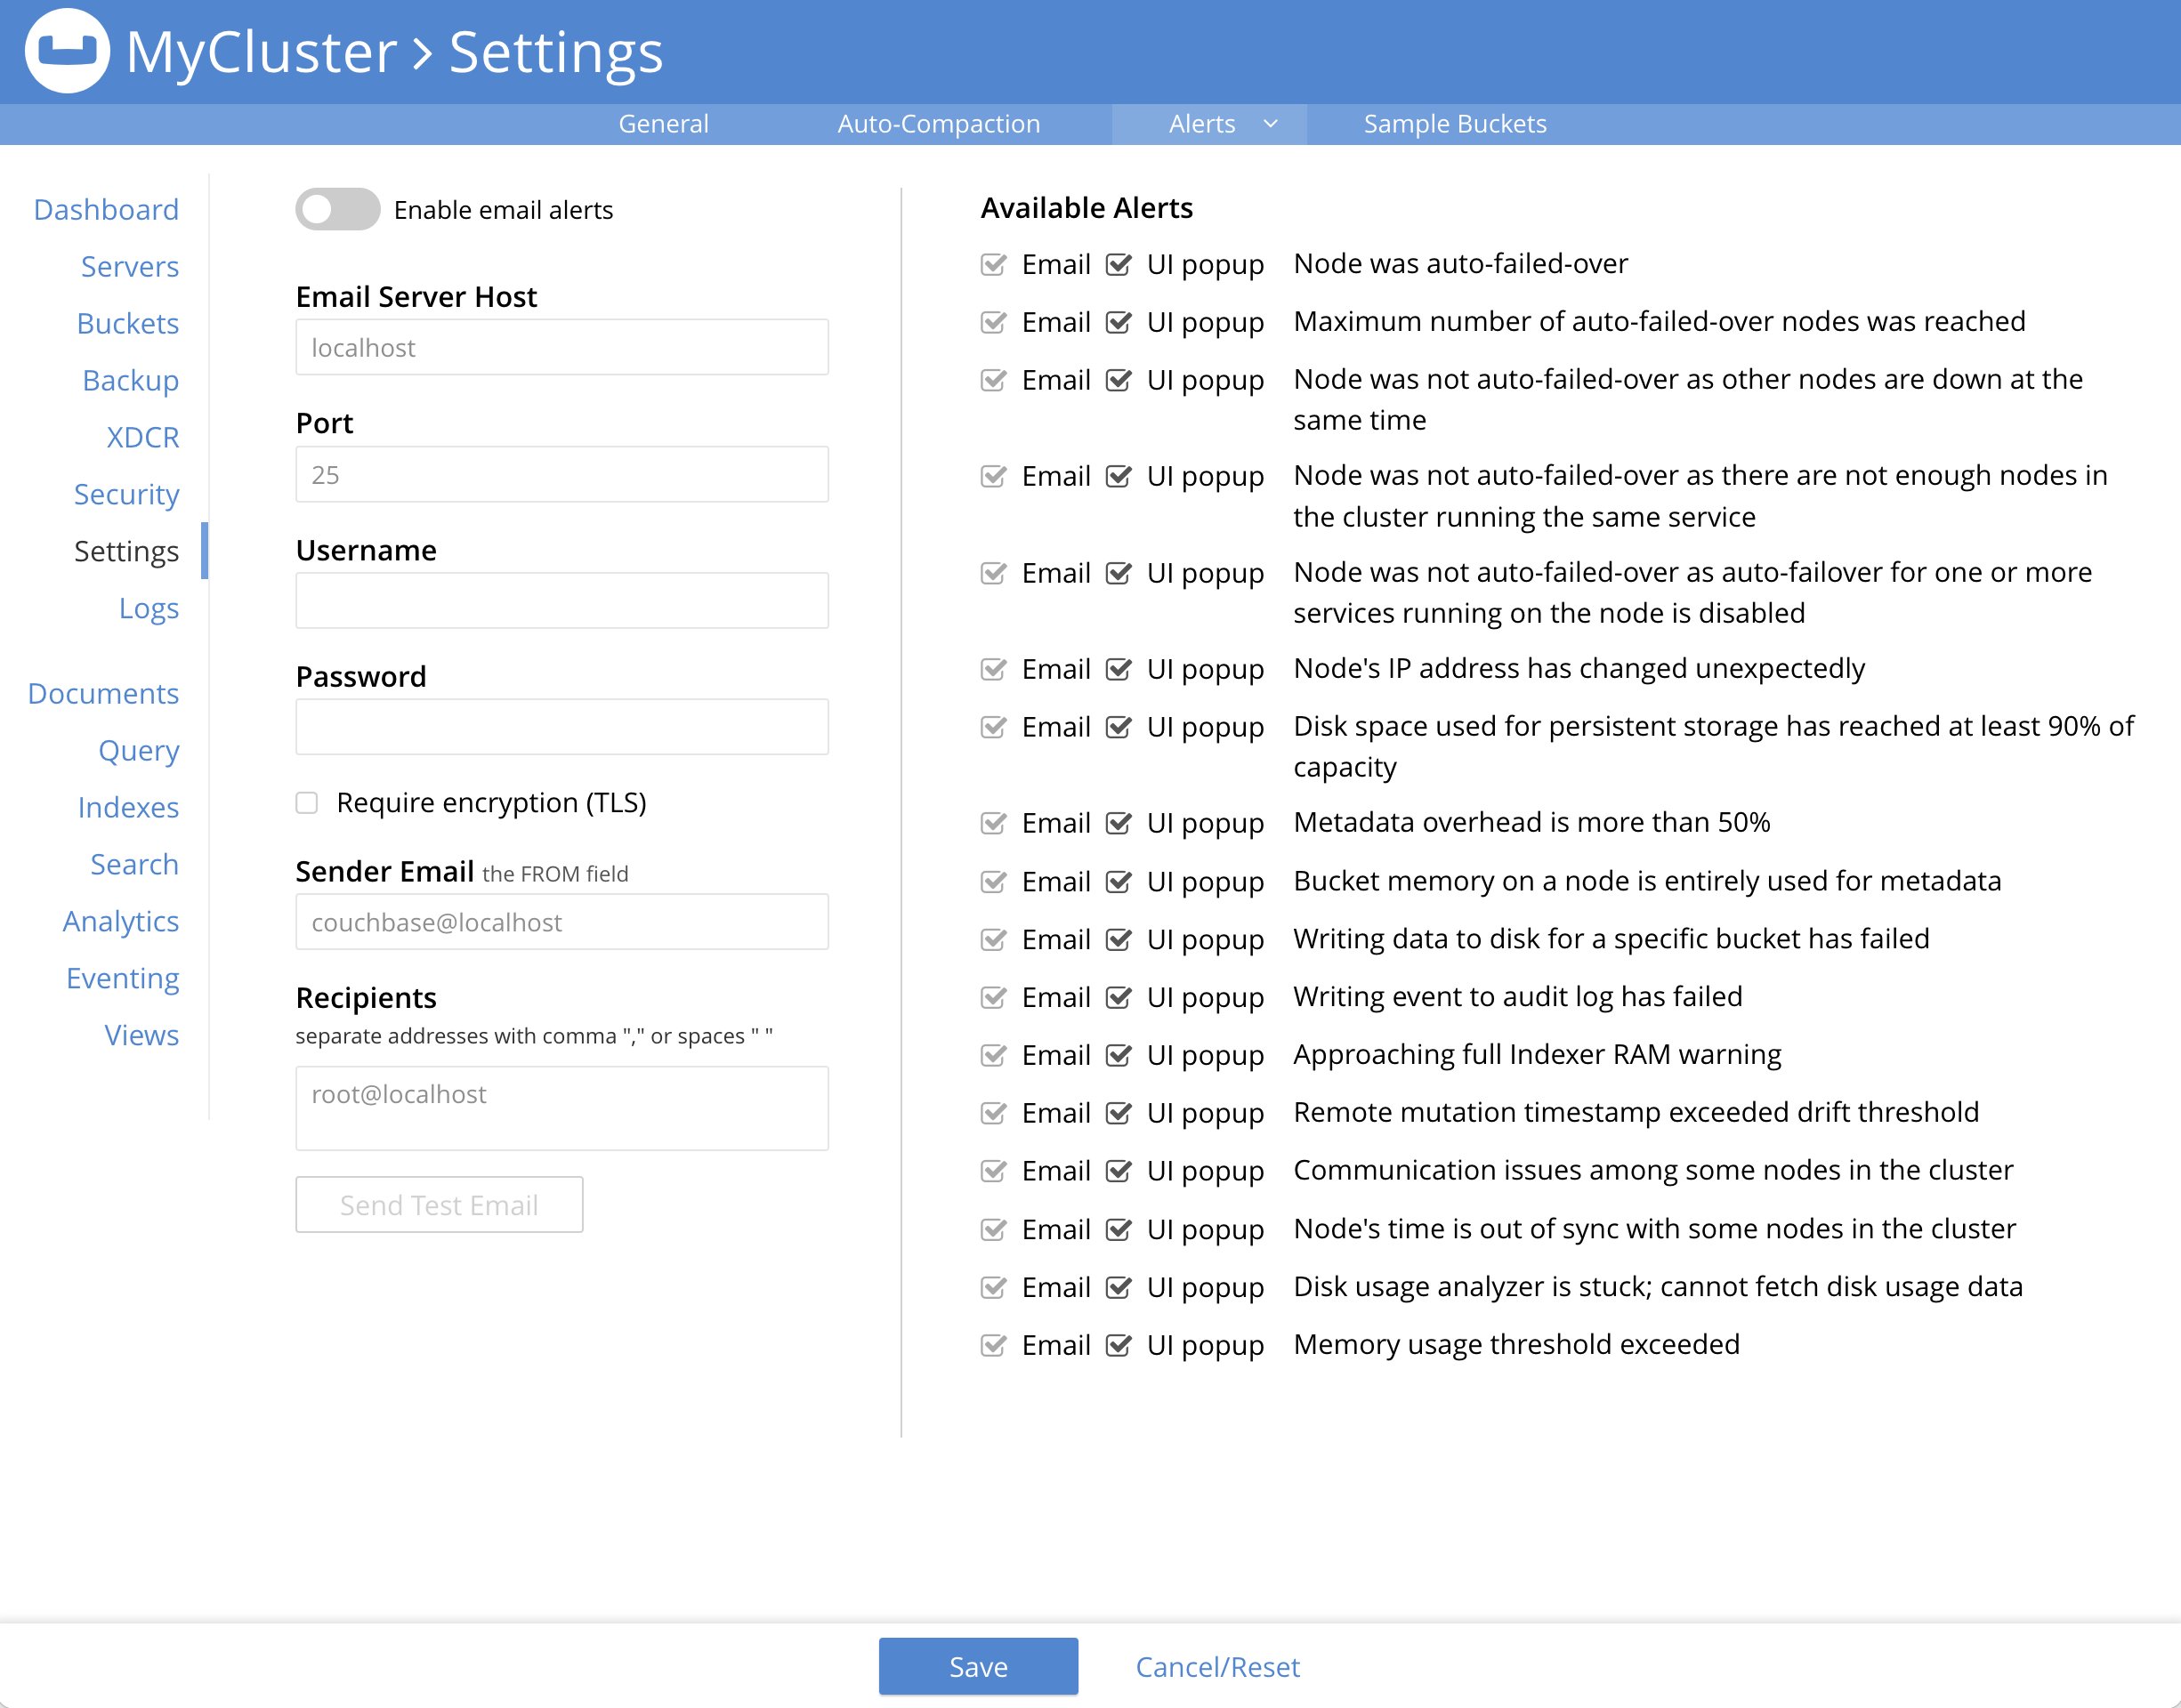 MyCluster > Settings
General Auto-Compaction Alerts Sample Buckets
Dashboard
Servers
Buckets
Backup
XDCR
Security
Settings
Logs
Documents
Query
Indexes
Search
Analytics
Eventing
Views
Enable email alerts
Email Server Host
localhost
Port
25
Username
Password
Require encryption (TLS)
Sender Email the FROM field
couchbase@localhost
Recipients
separate addresses with comma "," or spaces " "
root@localhost
Send Test Email
Available Alerts
Email UI popup Node was auto-failed-over
Email UI popup Maximum number of auto-failed-over nodes was reached
Email UI popup Node was not auto-failed-over as other nodes are down at the
same time
Email UI popup Node was not auto-failed-over as there are not enough nodes in
the cluster running the same service
Email UI popup Node was not auto-failed-over as auto-failover for one or more
services running on the node is disabled
Email UI popup Node's IP address has changed unexpectedly
Email UI popup Disk space used for persistent storage has reached at least 90% of
capacity
Email UI popup Metadata overhead is more than 50%
Email UI popup Bucket memory on a node is entirely used for metadata
Email UI popup Writing data to disk for a specific bucket has failed
Email UI popup Writing event to audit log has failed
Email UI popup Approaching full Indexer RAM warning
Email UI popup Remote mutation timestamp exceeded drift threshold
Email UI popup Communication issues among some nodes in the cluster
Email UI popup Node's time is out of sync with some nodes in the cluster
Email UI popup Disk usage analyzer is stuck; cannot fetch disk usage data
Email UI popup Memory usage threshold exceeded
Save Cancel/Reset